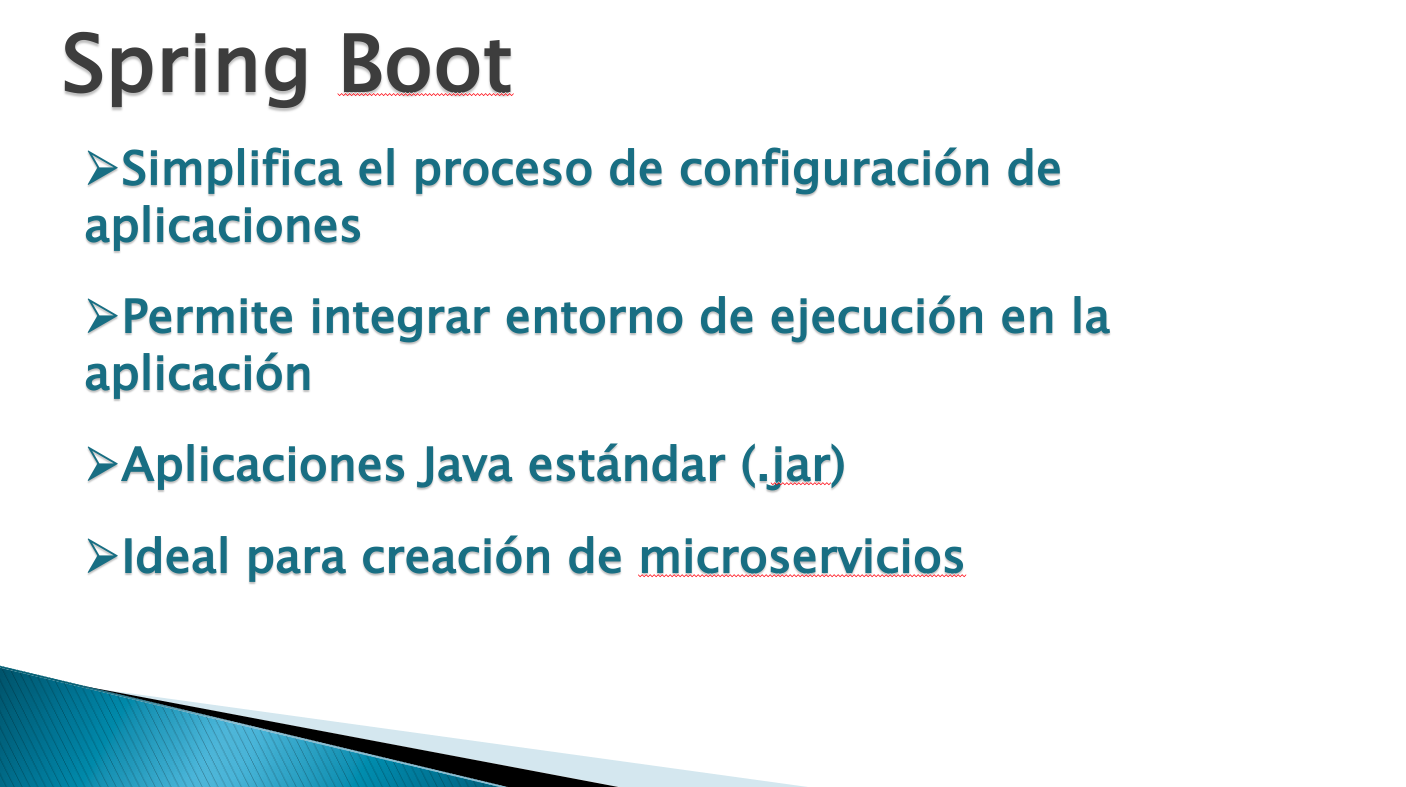 Spring Boot
➢Simplifica el proceso de configuración de
aplicaciones
➢Permite integrar entorno de ejecución en la
aplicación
➢Aplicaciones Java estándar (.jar)
➢Ideal para creación de microservicios